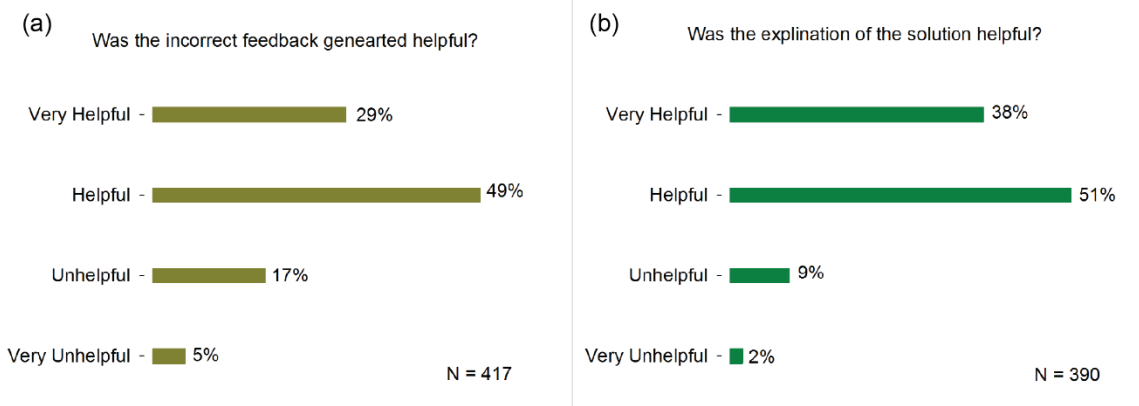 (a)
Was the incorrect feedback genearted helpful?
Very Helpful - 29%
Helpful - 49%
Unhelpful - 17%
Very Unhelpful - 5%
N = 417
(b)
Was the explination of the solution helpful?
Very Helpful - 38%
Helpful - 51%
Unhelpful - 9%
Very Unhelpful - 2%
N = 390